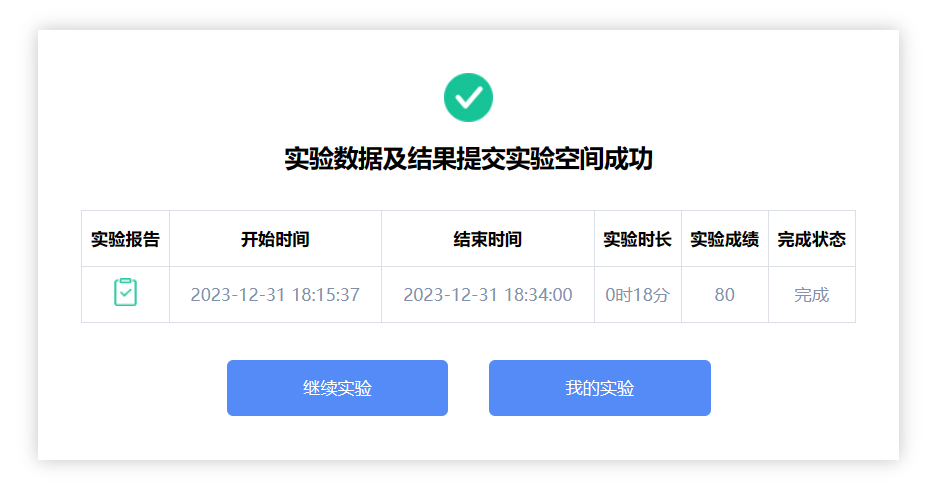 实验数据及结果提交实验空间成功
实验报告 开始时间 结束时间 实验时长 实验成绩 完成状态
2023-12-31 18:15:37 2023-12-31 18:34:00 0时18分 80 完成
继续实验 我的实验